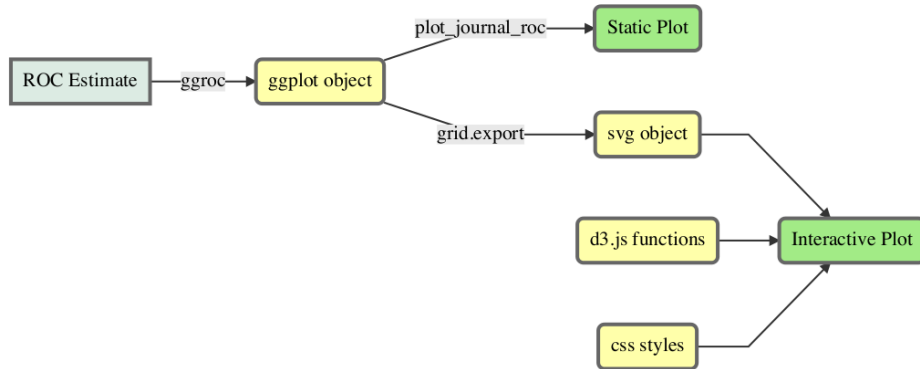 plot_journal_roc
Static Plot
ROC Estimate
ggroc
ggplot object
grid.export
svg object
d3.js functions
Interactive Plot
css styles